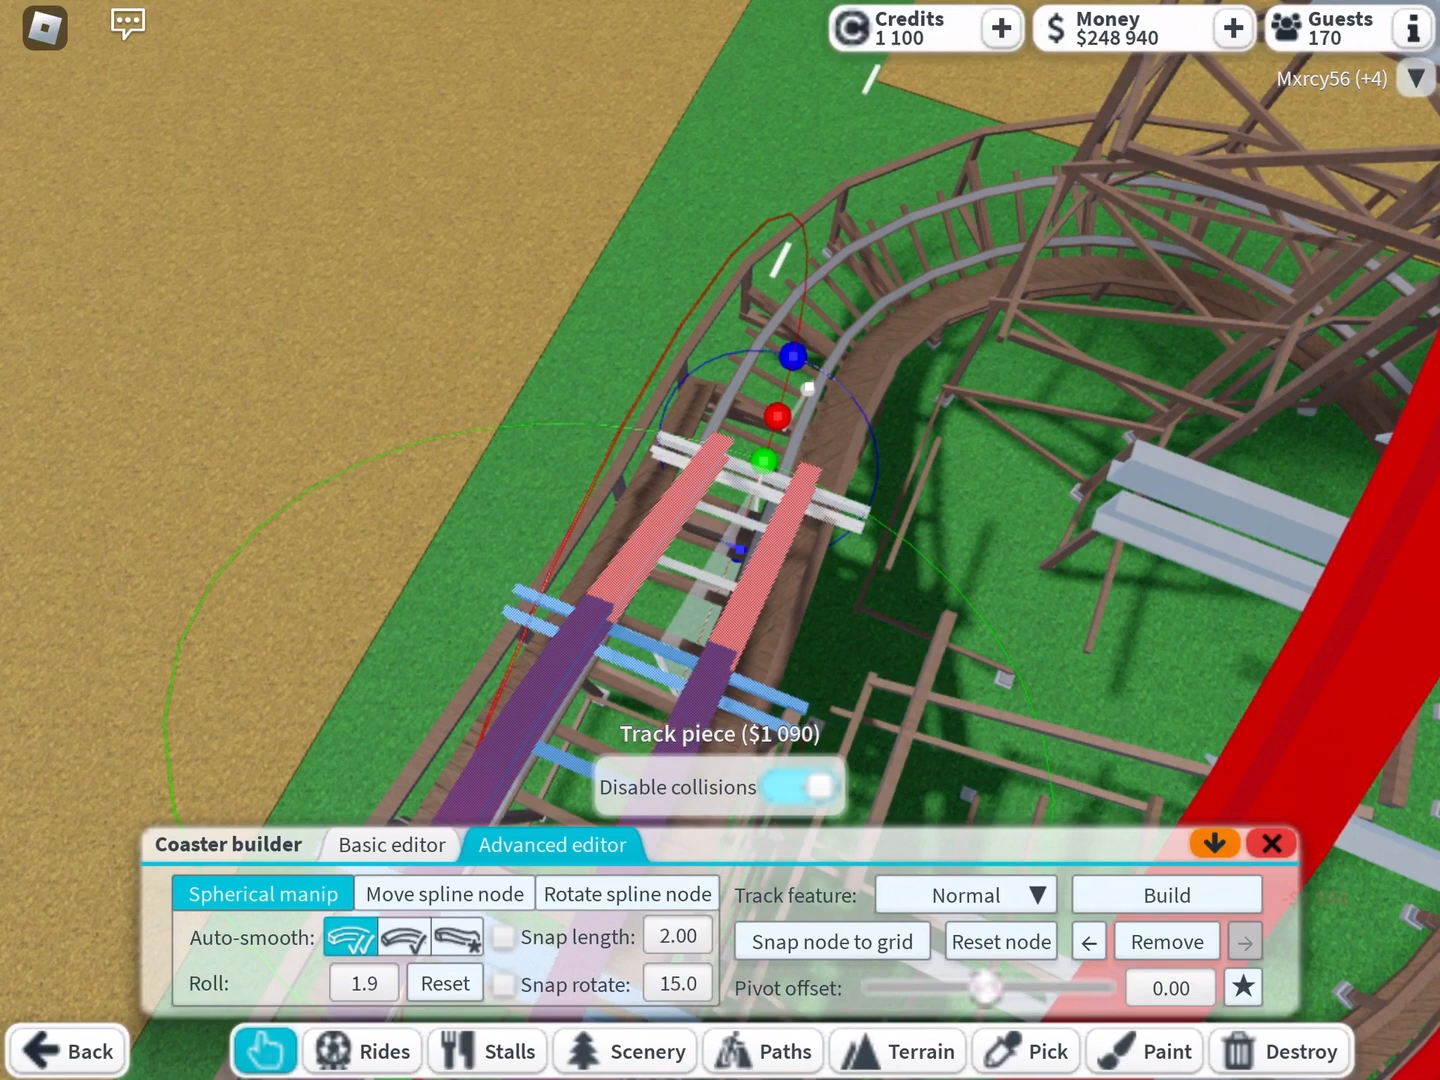 Credits
1 100
+
Money
$248 940
+
Guests
170
Mxrcy56 (+4)
Track piece ($1 090)
Disable collisions
Coaster builder
Basic editor
Advanced editor
Spherical manip
Move spline node
Rotate spline node
Track feature:
Normal
Build
Auto-smooth:
Snap length:
2.00
Snap node to grid
Reset node
Remove
Roll:
1.9
Reset
Snap rotate:
15.0
Pivot offset:
0.00
Back
Rides
Stalls
Scenery
Paths
Terrain
Pick
Paint
Destroy